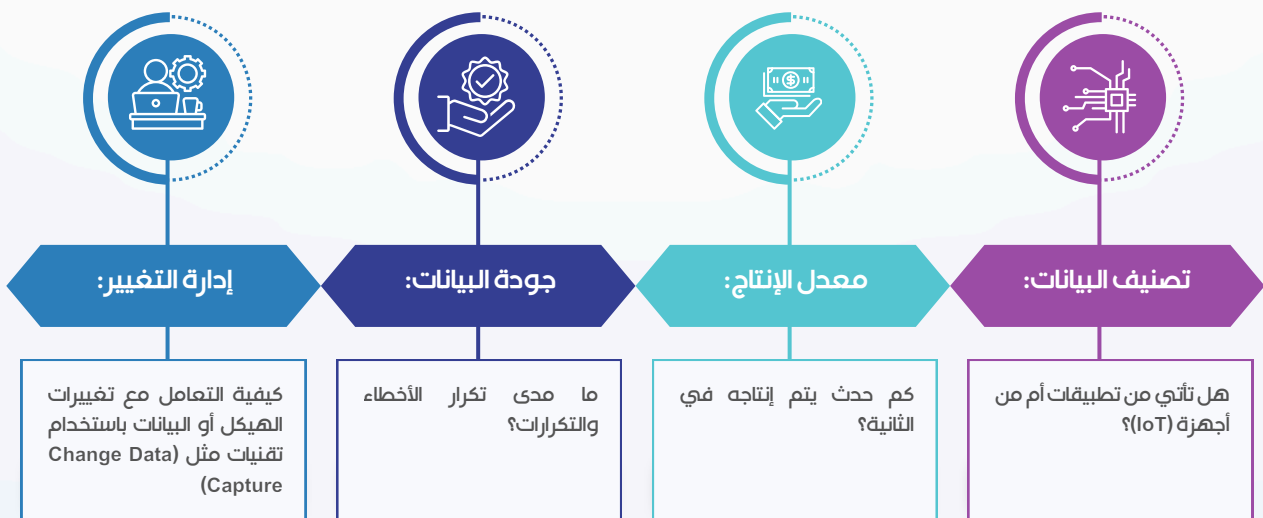 تصنيف البيانات:
هل تأتي من تطبيقات أم من
أجهزة (IoT)؟
معدل الإنتاج:
كم حدث يتم إنتاجه في
الثانية؟
جودة البيانات:
ما مدى تكرار الأخطاء
والتكرارات؟
إدارة التغيير:
كيفية التعامل مع تغييرات
الهيكل أو البيانات باستخدام
تقنيات مثل (Change Data
Capture)